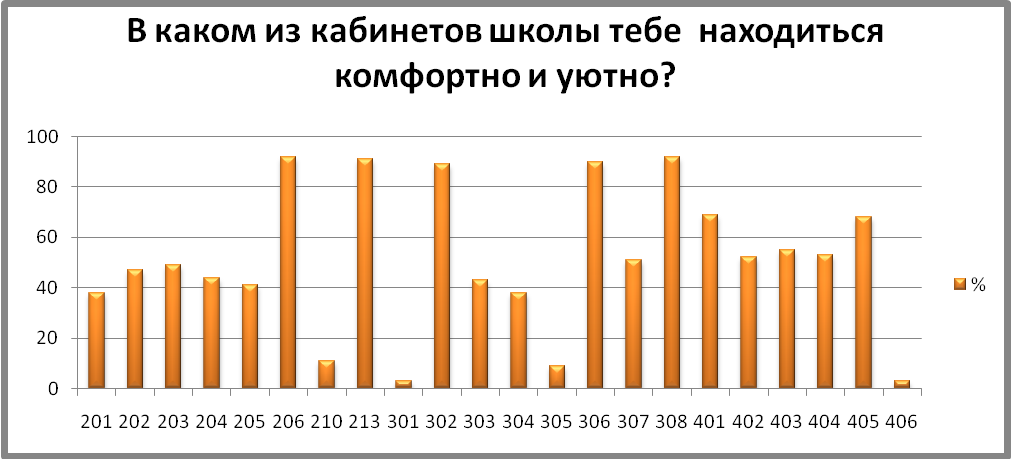 В каком из кабинетов школы тебе  находиться
комфортно и уютно?
100
80
60
40
20
0
201 202 203 204 205 206 210 213 301 302 303 304 305 306 307 308 401 402 403 404 405 406
%